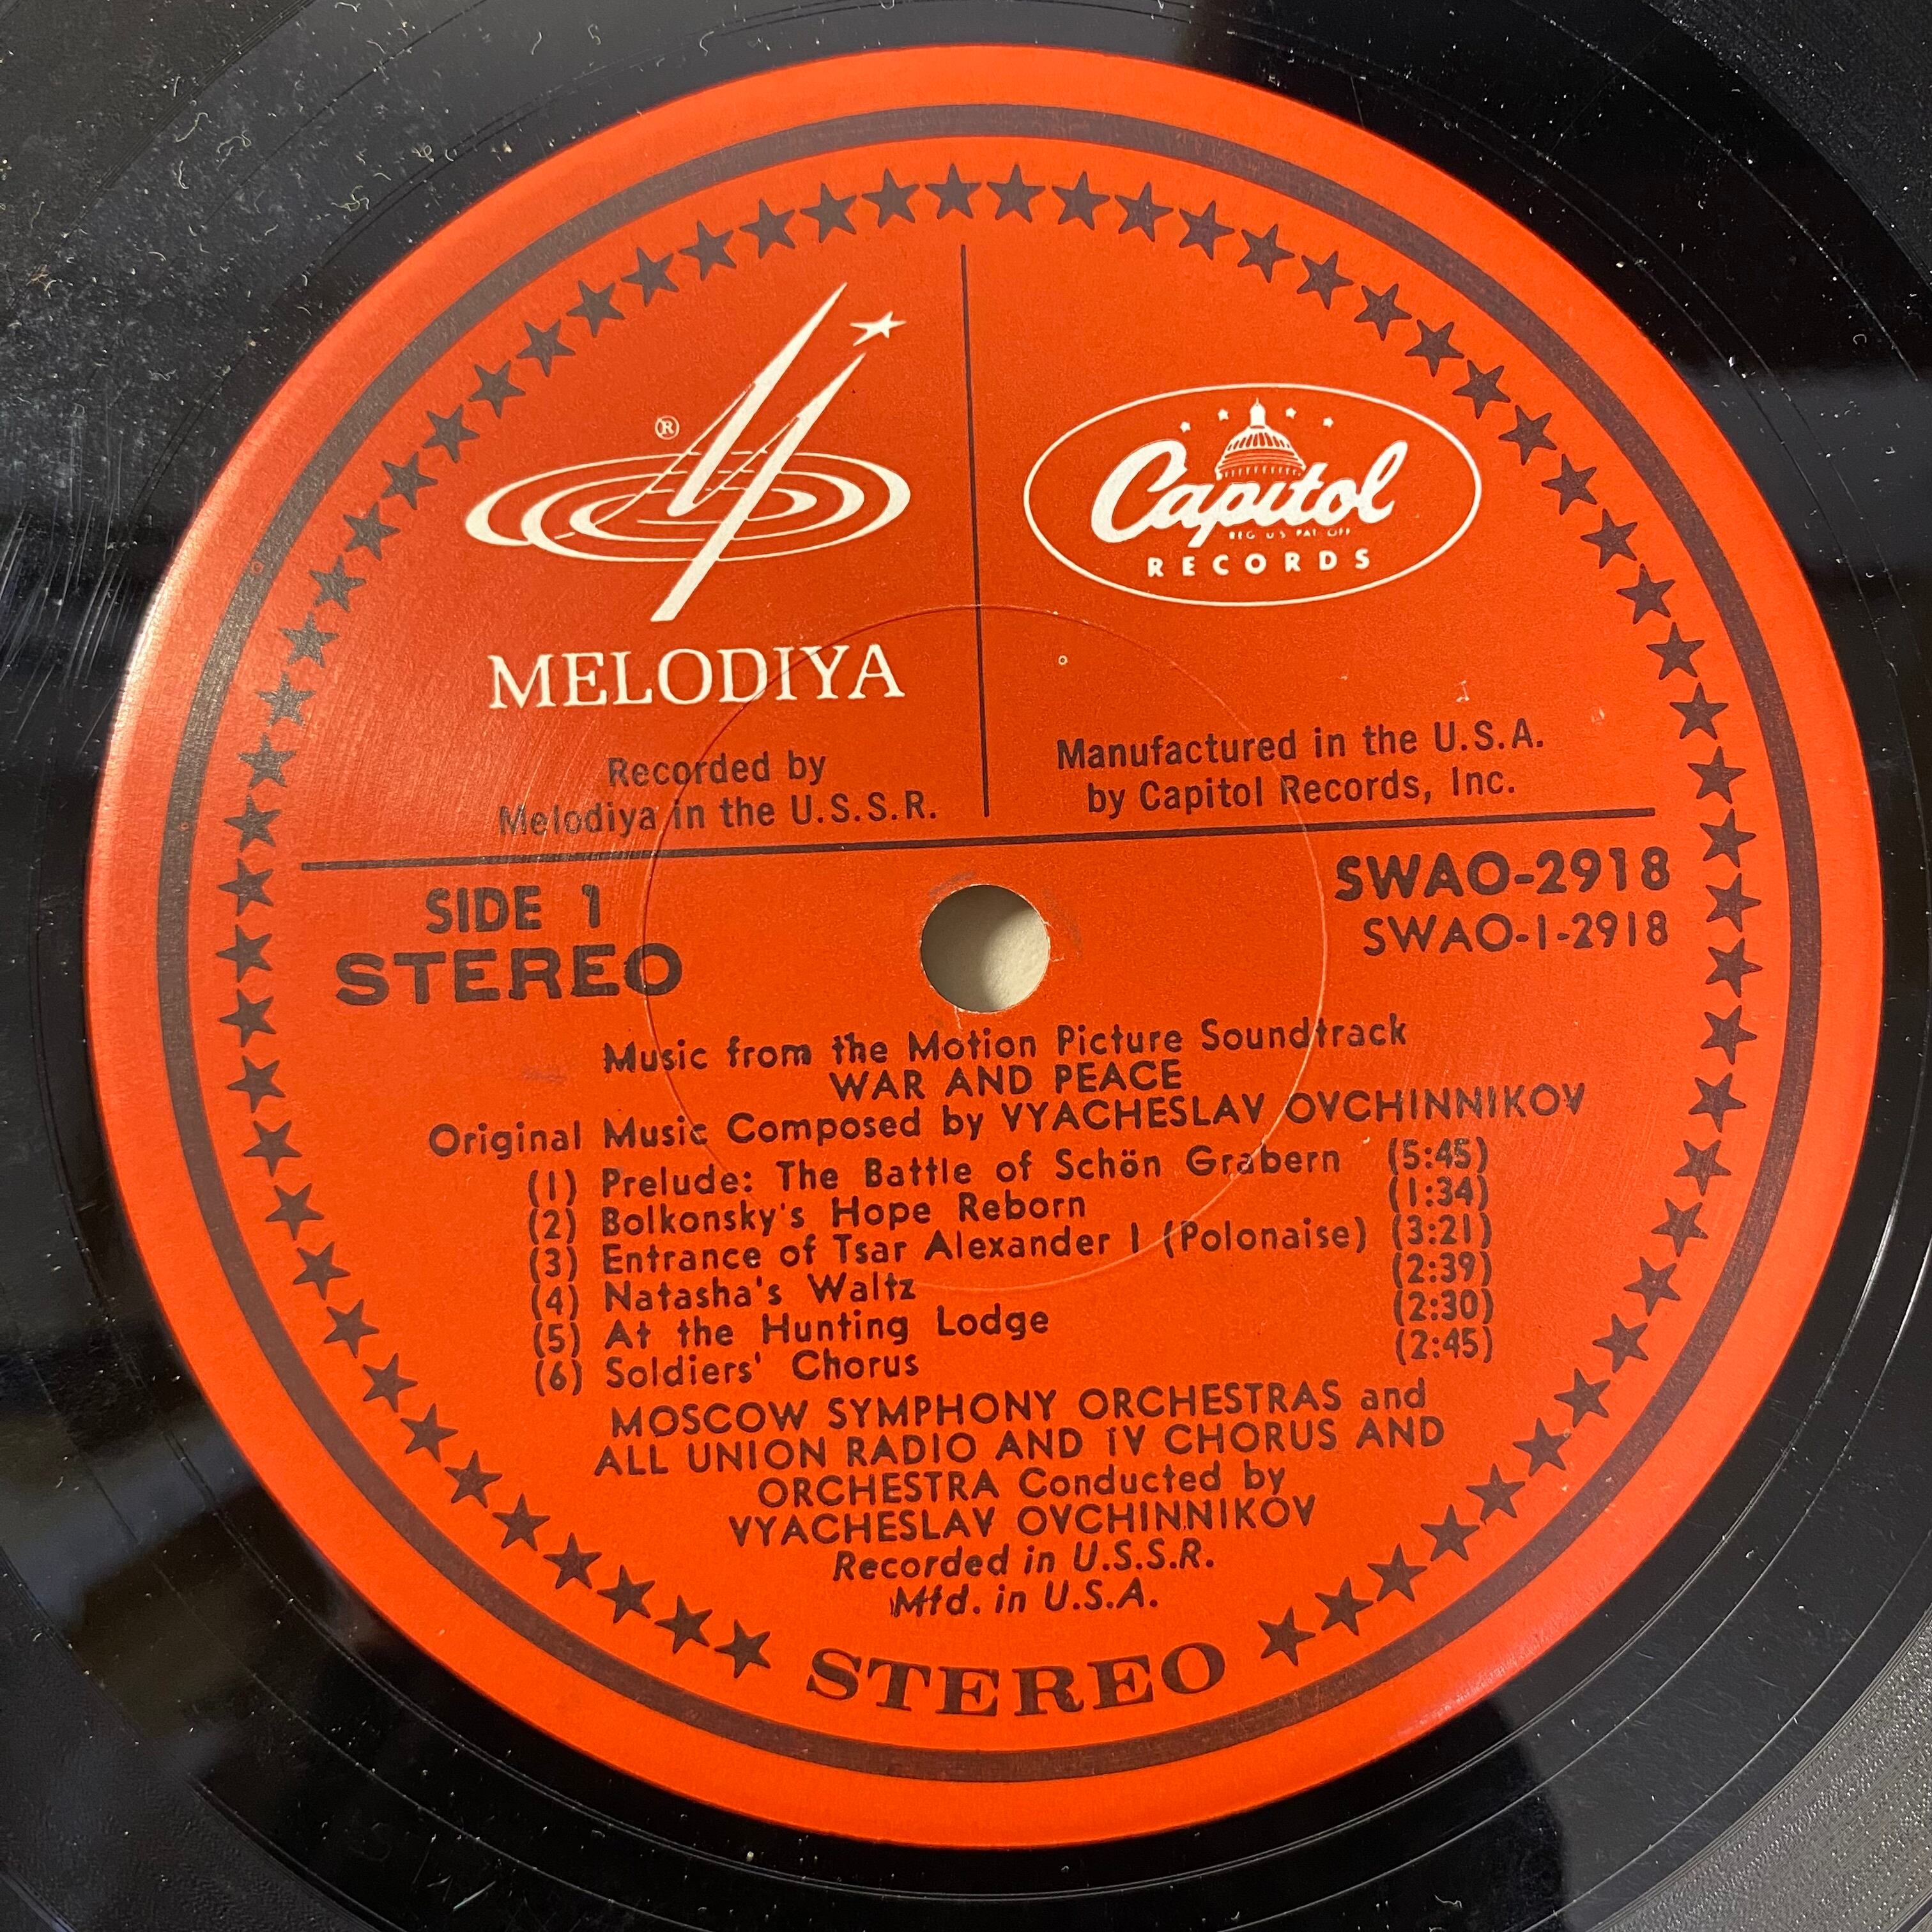 ®
MELODIYA
Recorded by
Melodiya in the U.S.S.R.
Capitol
REG US PAT OFF
RECORDS
Manufactured in the U.S.A.
by Capitol Records, Inc.
SIDE 1
STEREO
SWAO-2918
SWAO-1-2918
Music from the Motion Picture Soundtrack
WAR AND PEACE
Original Music Composed by VYACHESLAV OVCHINNIKOV
(1) Prelude: The Battle of Schön Grabern (5:45)
(2) Bolkonsky's Hope Reborn (1:34)
(3) Entrance of Tsar Alexander I (Polonaise) (3:21)
(4) Natasha's Waltz (2:39)
(5) At the Hunting Lodge (2:30)
(6) Soldiers' Chorus (2:45)
MOSCOW SYMPHONY ORCHESTRAS and
ALL UNION RADIO AND TV CHORUS AND
ORCHESTRA Conducted by
VYACHESLAV OVCHINNIKOV
Recorded in U.S.S.R.
Mfd. in U.S.A.
STEREO